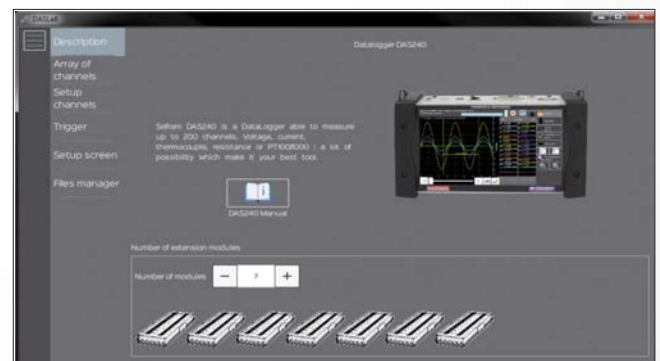 DASLab
Description
Datalogger DAS240
Array of
channels
Setup
channels
Trigger
Setup screen
Files manager
Sefram DAS240 is a DataLogger able to measure
up to 200 channels. Voltage, current,
thermocouple, resistance or PT100/1000 : a lot of
possibility which make it your best tool.
DAS240 Manual
Number of extension modules
Number of modules
7